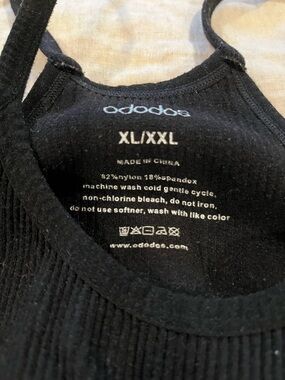 ododos
XL/XXL
MADE IN CHINA
82%nylon 18%spandex
machine wash cold gentle cycle,
non-chlorine bleach, do not iron,
do not use softner, wash with like color
www.ododos.com